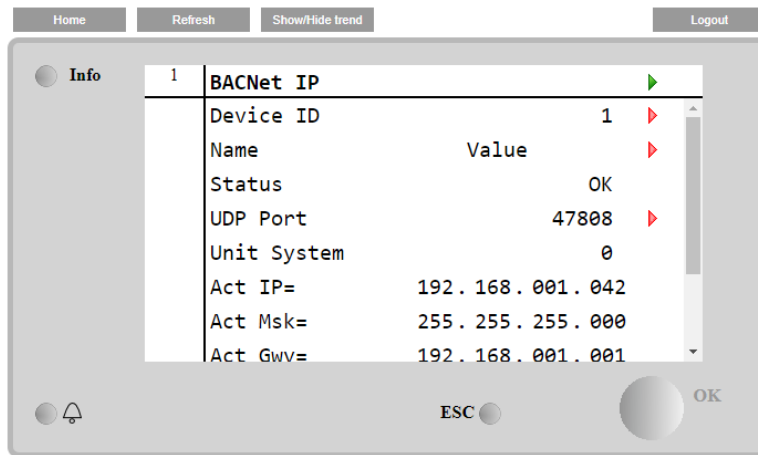 Home Refresh Show/Hide trend Logout
Info
1 BACNet IP
Device ID 1
Name Value
Status OK
UDP Port 47808
Unit System 0
Act IP= 192.168.001.042
Act Msk= 255.255.255.000
Act Gwy= 192.168.001.001
ESC OK